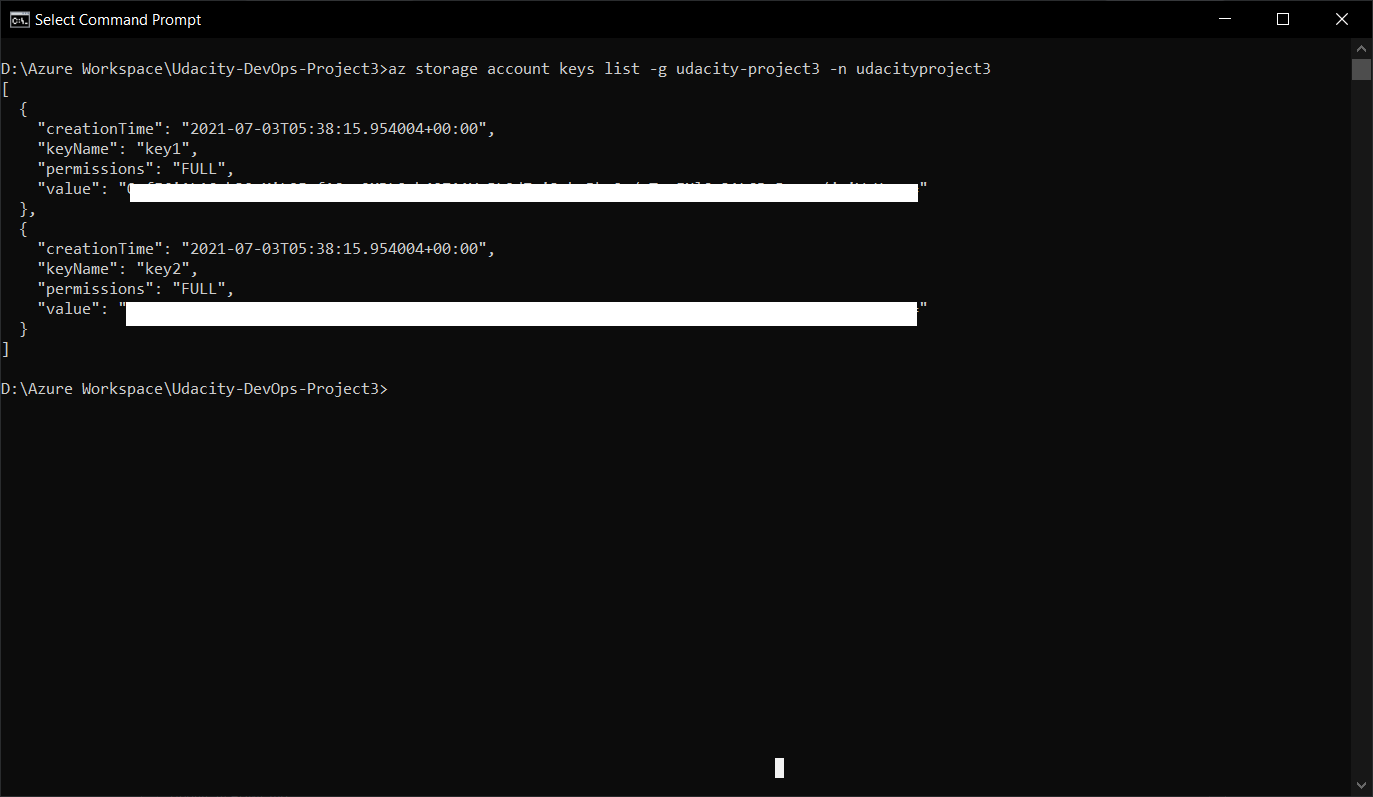 Select Command Prompt
D:\Azure Workspace\Udacity-DevOps-Project3>az storage account keys list -g udacity-project3 -n udacityproject3
[
  {
    "creationTime": "2021-07-03T05:38:15.954004+00:00",
    "keyName": "key1",
    "permissions": "FULL",
    "value": " "
  },
  {
    "creationTime": "2021-07-03T05:38:15.954004+00:00",
    "keyName": "key2",
    "permissions": "FULL",
    "value": " "
  }
]
D:\Azure Workspace\Udacity-DevOps-Project3>